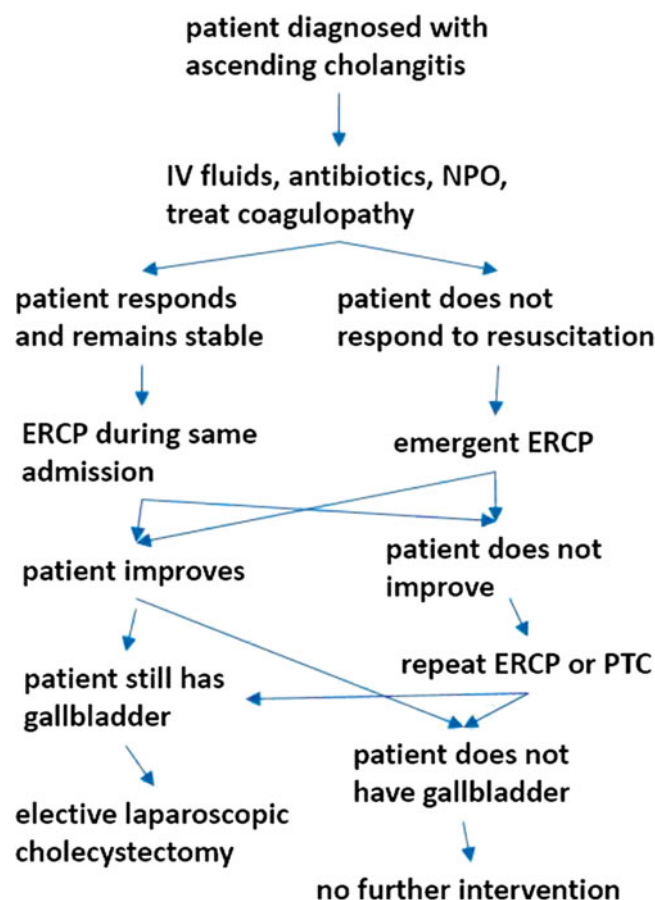 patient diagnosed with
ascending cholangitis
IV fluids, antibiotics, NPO,
treat coagulopathy
patient responds
and remains stable
patient does not
respond to resuscitation
ERCP during same
admission
emergent ERCP
patient improves
patient does not
improve
repeat ERCP or PTC
patient still has
gallbladder
patient does not
have gallbladder
elective laparoscopic
cholecystectomy
no further intervention